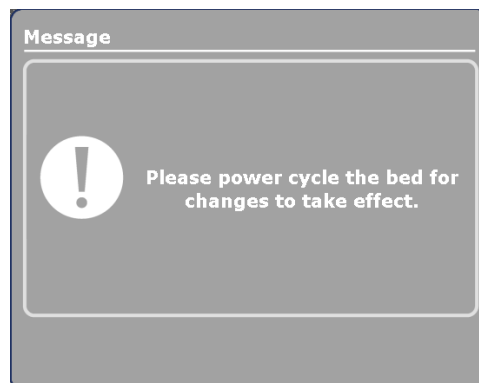 Message
Please power cycle the bed for
changes to take effect.